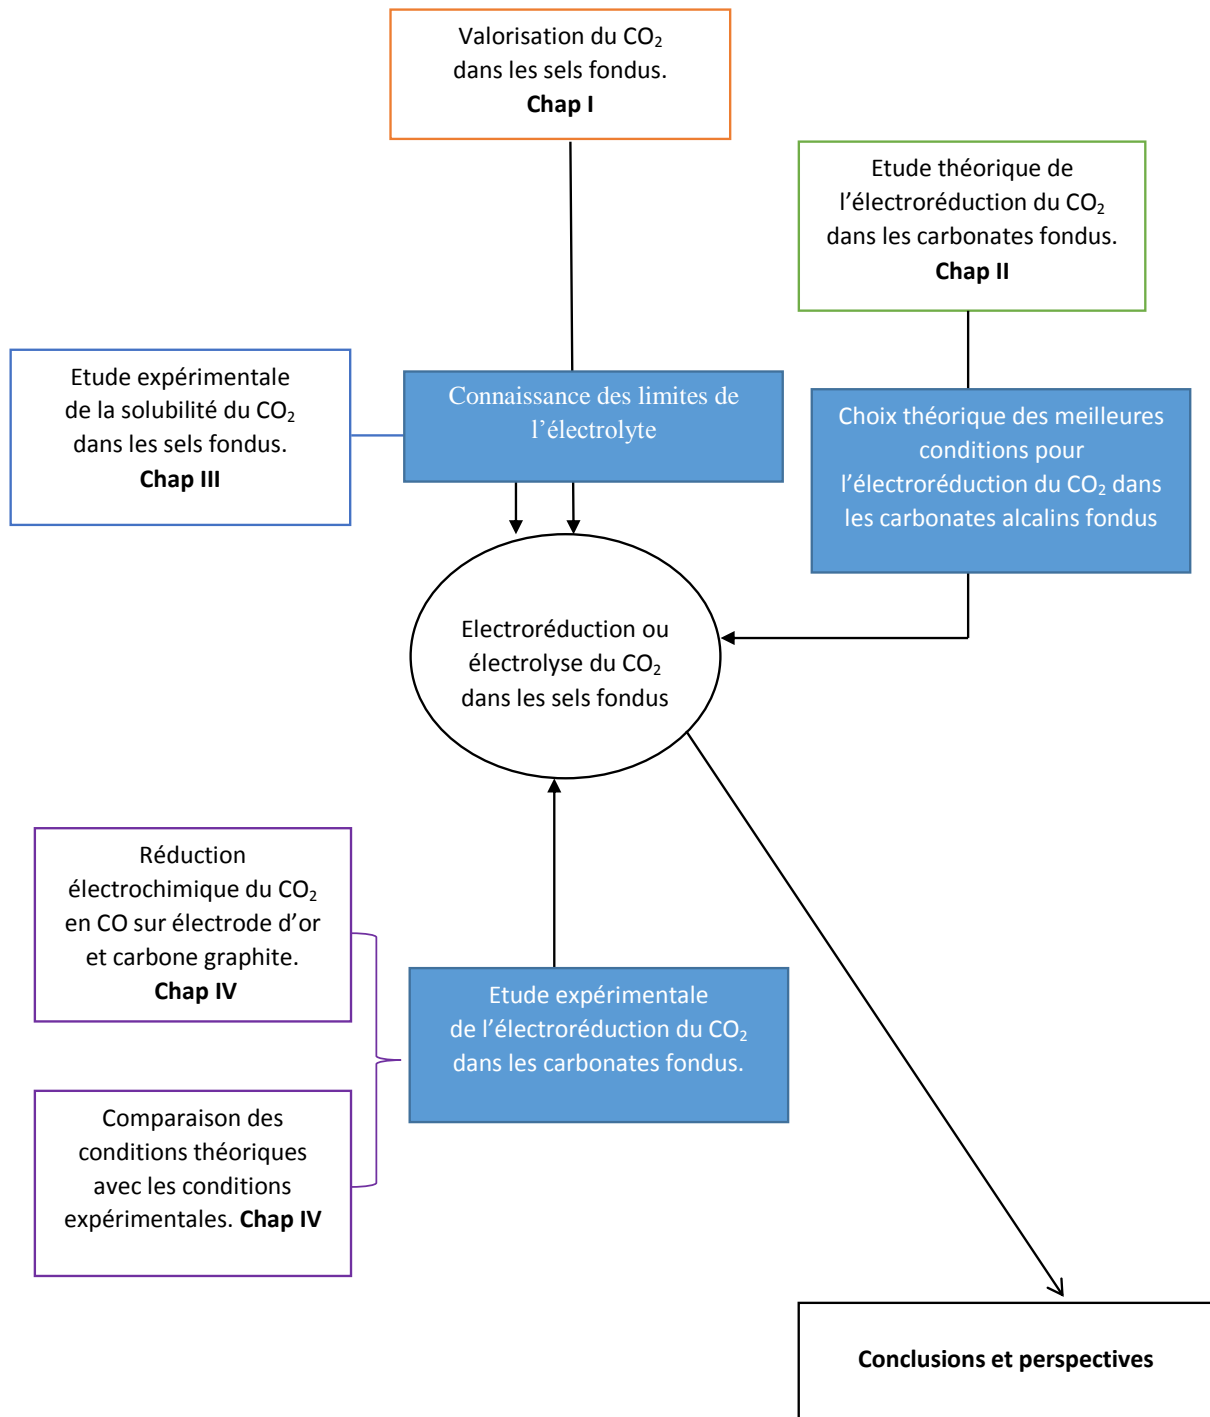 Valorisation du CO₂
dans les sels fondus.
Chap I
Etude théorique de
l’électroréduction du CO₂
dans les carbonates fondus.
Chap II
Etude expérimentale
de la solubilité du CO₂
dans les sels fondus.
Chap III
Connaissance des limites de
l’électrolyte
Choix théorique des meilleures
conditions pour
l’électroréduction du CO₂ dans
les carbonates alcalins fondus
Electroréduction ou
électrolyse du CO₂
dans les sels fondus
Réduction
électrochimique du CO₂
en CO sur électrode d’or
et carbone graphite.
Chap IV
Etude expérimentale
de l’électroréduction du CO₂
dans les carbonates fondus.
Comparaison des
conditions théoriques
avec les conditions
expérimentales. Chap IV
Conclusions et perspectives